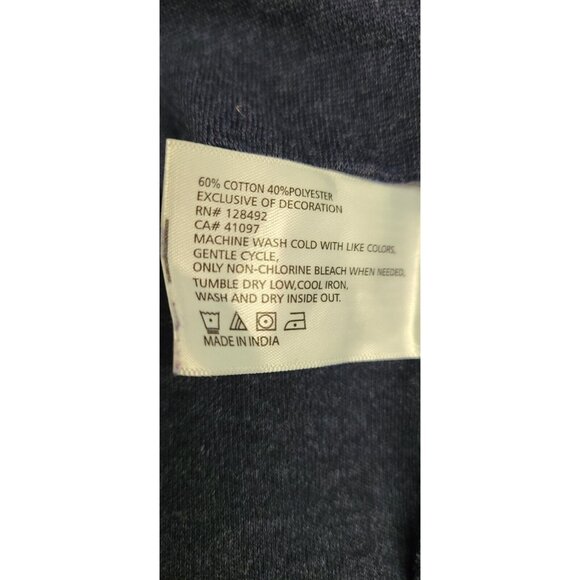 60% COTTON 40%POLYESTER
EXCLUSIVE OF DECORATION
RN# 128492
CA# 41097
MACHINE WASH COLD WITH LIKE COLORS,
GENTLE CYCLE,
ONLY NON-CHLORINE BLEACH WHEN NEEDED,
TUMBLE DRY LOW,COOL IRON,
WASH AND DRY INSIDE OUT.
MADE IN INDIA